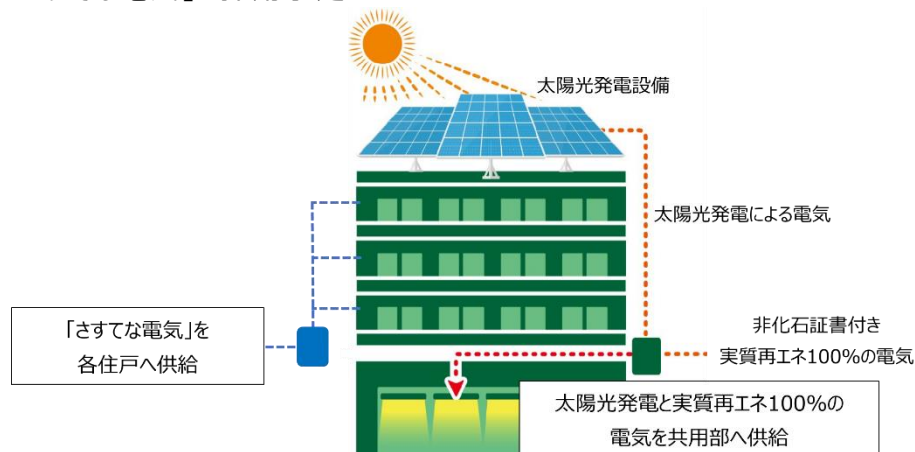 太陽光発電設備
太陽光発電による電気
「さすてな電気」を
各住戸へ供給
非化石証書付き
実質再エネ100%の電気
太陽光発電と実質再エネ100%の
電気を共用部へ供給